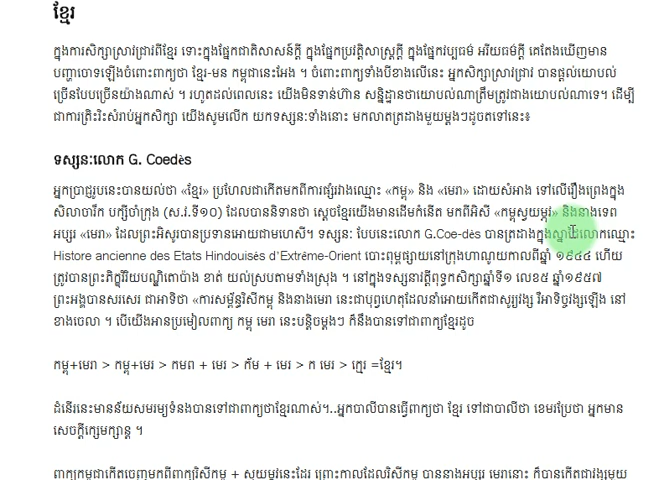 ខ្មែរ
ក្នុងការសិក្សាស្រាវជ្រាវពីខ្មែរ ទោះក្នុងផ្នែកជាតិសាសន៍ក្តី ក្នុងផ្នែកប្រវត្តិសាស្ត្រក្តី ក្នុងផ្នែកវប្បធម៌ អរិយធម៌ក្តី គេតែងឃើញមាន
បញ្ហាចោទឡើងចំពោះពាក្យថា ខ្មែរ-មន កម្ពុជានេះអែង ។ ចំពោះពាក្យទាំងបីខាងលើនេះ អ្នកសិក្សាស្រាវជ្រាវ បានផ្តល់យោបល់
ច្រើនបែបច្រើនយ៉ាងណាស់ ។ រហូតដល់ពេលនេះ យើងមិនទាន់ហ៊ាន សន្និដ្ឋានថាយោបល់ណាត្រឹមត្រូវជាងយោបល់ណាទេ។ ដើម្បី
ជាការត្រិះរិះសំរាប់អ្នកសិក្សា យើងសូមលើក យកទស្សនៈទាំងនោះ មកលាតត្រដាងមួយម្តងៗដូចតទៅនេះ៖
ទស្សនៈលោក G. Coedès
អ្នកប្រាជ្ញរូបនេះបានយល់ថា «ខ្មែរ» ប្រហែលជាកើតមកពីការផ្សំរវាងឈ្មោះ «កម្ពុ» និង «មេរា» ដោយសំអាង ទៅលើរឿងព្រេងក្នុង
សិលាចារឹក បក្សីចាំក្រុង (ស.វ.ទី១០) ដែលបាននិទានថា ស្តេចខ្មែរយើងមានដើមកំនើត មកពីអិសី «កម្ពុស្វយម្ភុវ» និងនាងទេព
អប្សរ «មេរា» ដែលព្រះអិសូរបានប្រទានអោយជាមហេសី។ ទស្សនៈ បែបនេះលោក G.Coe-dès បានត្រដាងក្នុងស្នាដៃលោកឈ្មោះ
Histore ancienne des Etats Hindouisés d'Extrême-Orient បោះពុម្ពផ្សាយនៅក្រុងហាណូយកាលពីឆ្នាំ ១៩៤៤ ហើយ
ត្រូវបានព្រះភិក្ខុវិរិយបណ្ឌិតោប៉ាង ខាត់ យល់ស្របតាមទាំងស្រុង ។ នៅក្នុងទស្សនាវត្តីពុទ្ធកសិក្សាឆ្នាំទី១ លេខ៥ ឆ្នាំ១៩៥៧
ព្រះអង្គបានសរសេរ ជាអាទិថា «ការសម្ព័ន្ធរិសីកម្ពុ និងនាងមេរា នេះជាបុព្វហេតុដែលនាំអោយកើតជាសូរ្យវង្ស រឺអាទិច្ចវង្សឡើង នៅ
ខាងចេលា ។ បើយើងអានប្រមៀលពាក្យ កម្ពុ មេរា នេះបន្តិចម្តងៗ ក៏នឹងបានទៅជាពាក្យខ្មែរដូច
កម្ពុ+មេរា > កម្ពុ+មេរ > កមព + មេរ > កំម + មេរ > ក មេរ > ក្មេរ =ខ្មែរ។
ដំនើរនេះមានន័យសមរម្យទំនងបានទៅជាពាក្យថាខ្មែរណាស់។..អ្នកបាលីបានធ្វើពាក្យថា ខ្មែរ ទៅជាបាលីថា ខេមរប្រែថា អ្នកមាន
សេចក្តីក្សេមក្សាន្ត ។
ពាក្យកម្ពុជាកើតចេញមកពីពាក្យរិសីកម្ពុ + សយម្ភូវនេះដែរ ព្រោះកាលដែលរិសីកម្ពុ បាននាងអប្សរ មេរានោះ ក៏បានកើតជាវង្សមួយ